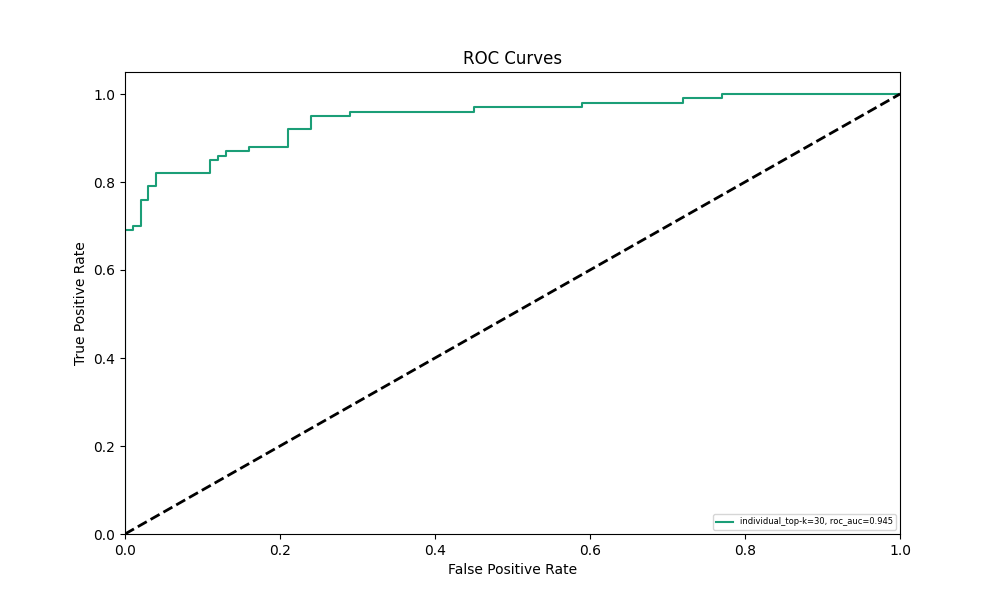 ROC Curves
True Positive Rate
1.0
0.8
0.6
0.4
0.2
0.0
0.0 0.2 0.4 0.6 0.8 1.0
False Positive Rate
individual_top-k=30, roc_auc=0.945